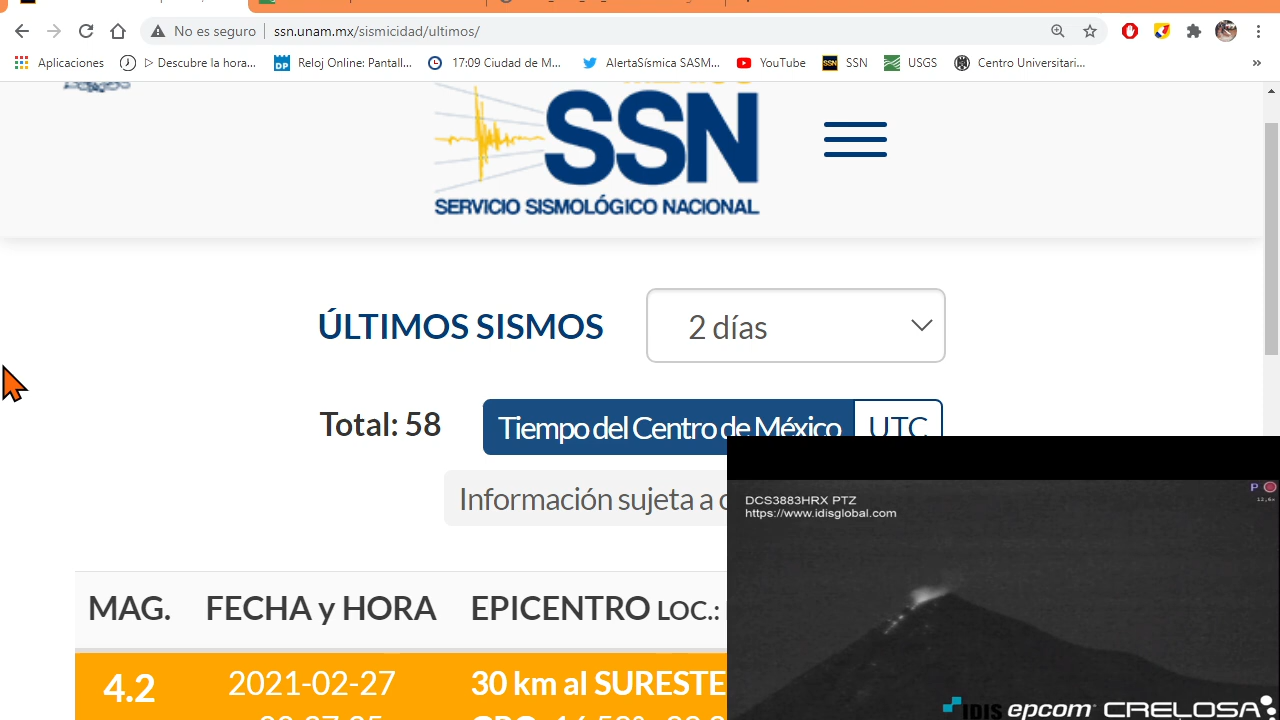 No es seguro | ssn.unam.mx/sismicidad/ultimos/
Aplicaciones ▷ Descubre la hora... Reloj Online: Pantall... 17:09 Ciudad de M... AlertaSísmica SASM... YouTube SSN USGS Centro Universitari... »
SSN
SERVICIO SISMOLÓGICO NACIONAL
ÚLTIMOS SISMOS 2 días
Total: 58 Tiempo del Centro de México UTC
Información sujeta a
DCS3883HRX PTZ
https://www.idisglobal.com
MAG. FECHA y HORA EPICENTRO LOC.:
4.2 2021-02-27 30 km al SURESTE
IDIS epcom CRELOSA